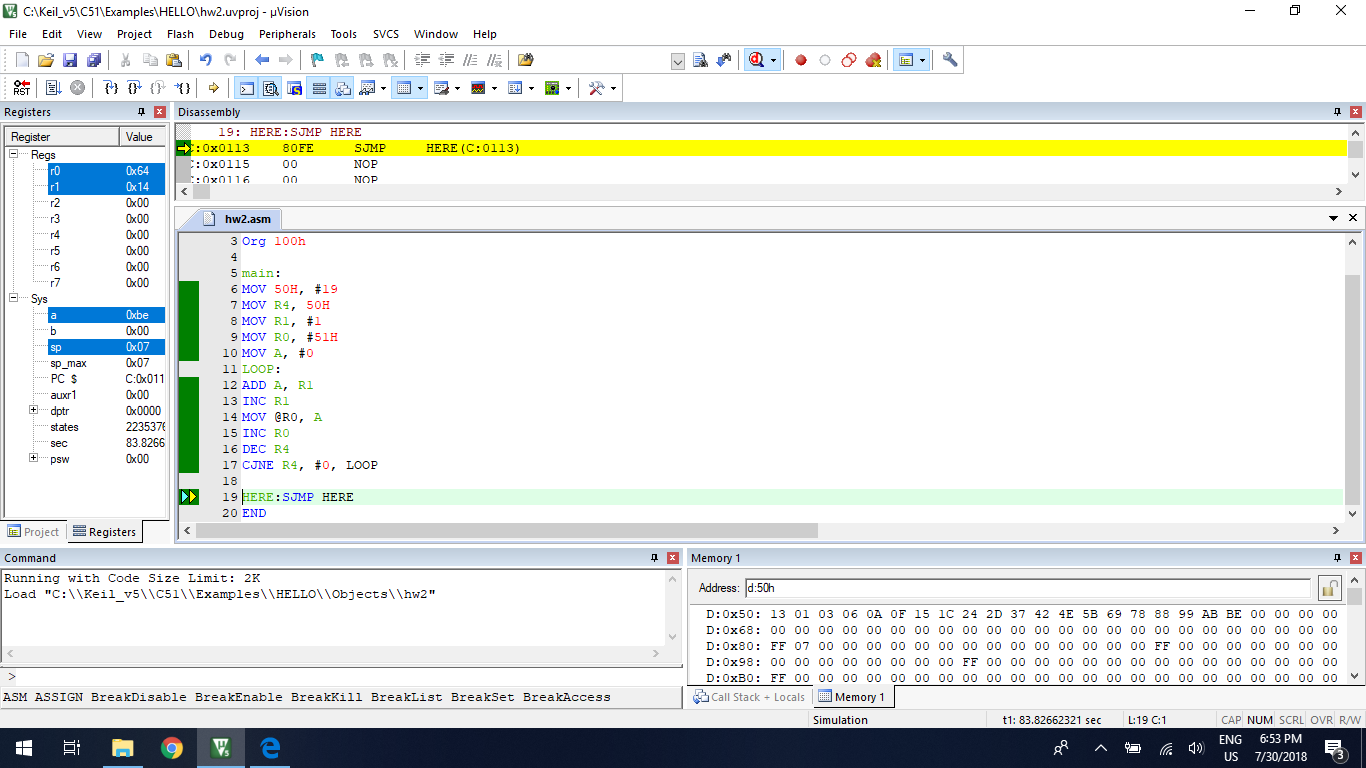 C:\Keil_v5\C51\Examples\HELLO\hw2.uvproj - µVision
File Edit View Project Flash Debug Peripherals Tools SVCS Window Help
RST
Registers
Register Value
Regs
r0 0x64
r1 0x14
r2 0x00
r3 0x00
r4 0x00
r5 0x00
r6 0x00
r7 0x00
Sys
a 0xbe
b 0x00
sp 0x07
sp_max 0x07
PC $ C:0x011
auxr1 0x00
dptr 0x0000
states 2235376
sec 83.8266
psw 0x00
Project Registers
Disassembly
19: HERE:SJMP HERE
C:0x0113 80FE SJMP HERE(C:0113)
C:0x0115 00 NOP
C:0x0116 00 NOP
hw2.asm
3 Org 100h
4
5 main:
6 MOV 50H, #19
7 MOV R4, 50H
8 MOV R1, #1
9 MOV R0, #51H
10 MOV A, #0
11 LOOP:
12 ADD A, R1
13 INC R1
14 MOV @R0, A
15 INC R0
16 DEC R4
17 CJNE R4, #0, LOOP
18
19 HERE:SJMP HERE
20 END
Command
Running with Code Size Limit: 2K
Load "C:\\Keil_v5\\C51\\Examples\\HELLO\\Objects\\hw2"
>
ASM ASSIGN BreakDisable BreakEnable BreakKill BreakList BreakSet BreakAccess
Memory 1
Address: d:50h
D:0x50: 13 01 03 06 0A 0F 15 1C 24 2D 37 42 4E 5B 69 78 88 99 AB BE 00 00 00 00
D:0x68: 00 00 00 00 00 00 00 00 00 00 00 00 00 00 00 00 00 00 00 00 00 00 00 00
D:0x80: FF 07 00 00 00 00 00 00 00 00 00 00 00 00 00 00 FF 00 00 00 00 00 00 00
D:0x98: 00 00 00 00 00 00 00 00 FF 00 00 00 00 00 00 00 00 00 00 00 00 00 00 00
D:0xB0: FF 00 00 00 00 00 00 00 00 00 00 00 00 00 00 00 00 00 00 00 00 00 00 00
Call Stack + Locals Memory 1
Simulation t1: 83.82662321 sec L:19 C:1 CAP NUM SCRL OVR R/W
ENG 6:53 PM
US 7/30/2018
3